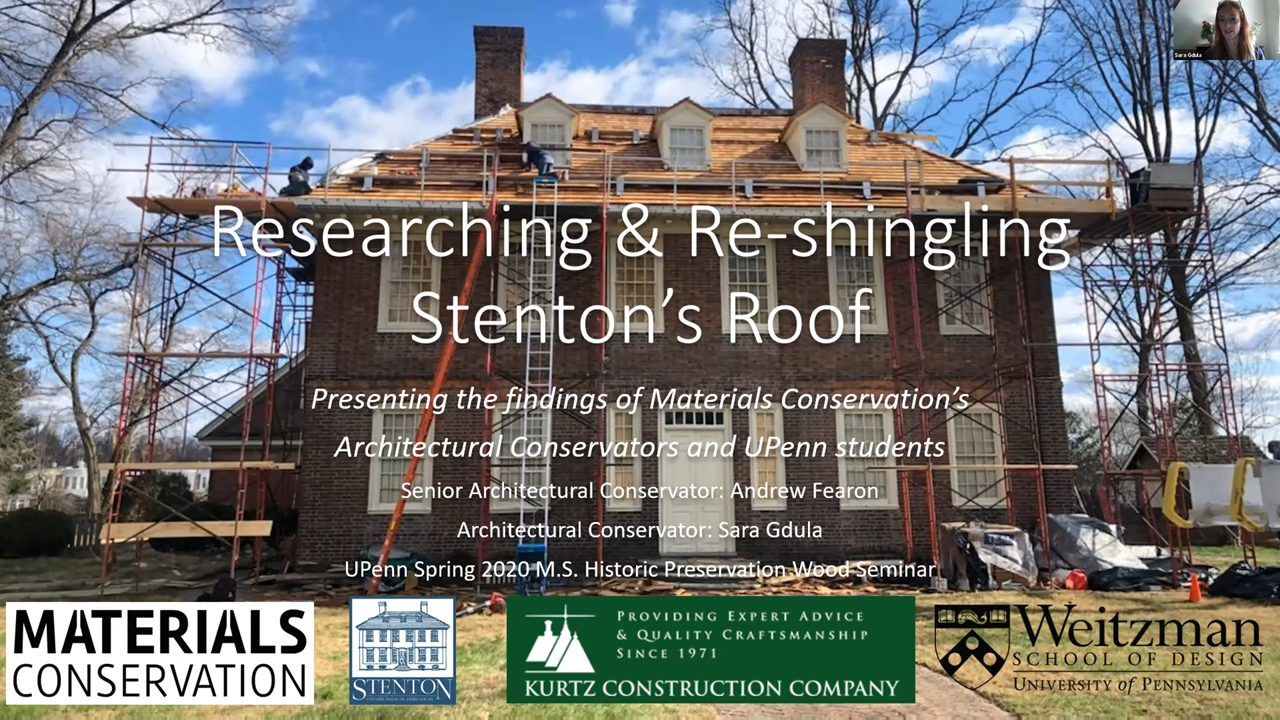 Sara Gdula
Researching & Re-shingling
Stenton's Roof
Presenting the findings of Materials Conservation's
Architectural Conservators and UPenn students
Senior Architectural Conservator: Andrew Fearon
Architectural Conservator: Sara Gdula
UPenn Spring 2020 M.S. Historic Preservation Wood Seminar
MATERIALS
CONSERVATION
STENTON
PROVIDING EXPERT ADVICE
& QUALITY CRAFTSMANSHIP
SINCE 1971
KURTZ CONSTRUCTION COMPANY
Weitzman
SCHOOL OF DESIGN
UNIVERSITY of PENNSYLVANIA